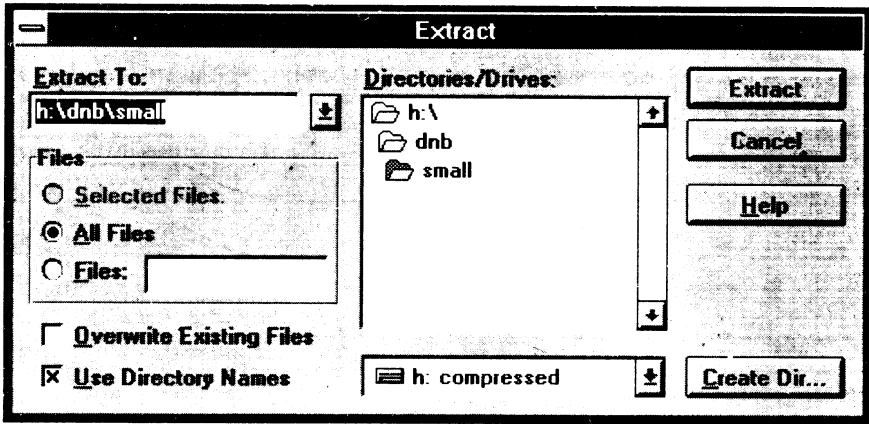 Extract
Extract To:
h:\dnb\small
Files
Selected Files
All Files
Files:
Overwrite Existing Files
Use Directory Names
Directories/Drives:
h:\
dnb
small
h: compressed
Extract
Cancel
Help
Create Dir...